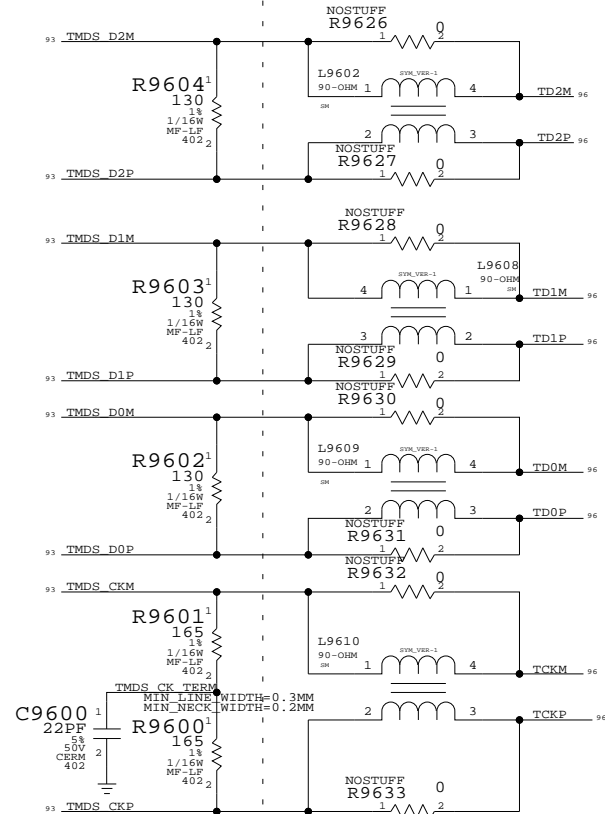 NOSTUFF
R9626
0
93 TMDS_D2M
1 2
L9602
SYM_VER-1
90-OHM 1 4
TD2M 96
SM
R9604
1
130
1%
1/16W
MF-LF
402
2
2 3
TD2P 96
NOSTUFF
R9627
0
93 TMDS_D2P
1 2
NOSTUFF
R9628
0
93 TMDS_D1M
1 2
L9608
SYM_VER-1
90-OHM
SM
4 1
TD1M 96
R9603
1
130
1%
1/16W
MF-LF
402
2
3 2
TD1P 96
NOSTUFF
R9629
0
93 TMDS_D1P
1 2
NOSTUFF
R9630
0
93 TMDS_D0M
1 2
L9609
SYM_VER-1
90-OHM 1 4
TD0M 96
SM
R9602
1
130
1%
1/16W
MF-LF
402
2
2 3
TD0P 96
NOSTUFF
R9631
0
93 TMDS_D0P
1 2
NOSTUFF
R9632
0
93 TMDS_CKM
1 2
R9601
1
165
1%
1/16W
MF-LF
402
2
L9610
SYM_VER-1
90-OHM
SM
1 4
TCKM
96
TMDS_CK_TERM
MIN_LINE_WIDTH=0.3MM
MIN_NECK_WIDTH=0.2MM
C9600
1
22PF
5%
50V
CERM
402
2
R9600
1
165
1%
1/16W
MF-LF
402
2
2 3
TCKP 96
NOSTUFF
R9633
0
93 TMDS_CKP
1 2